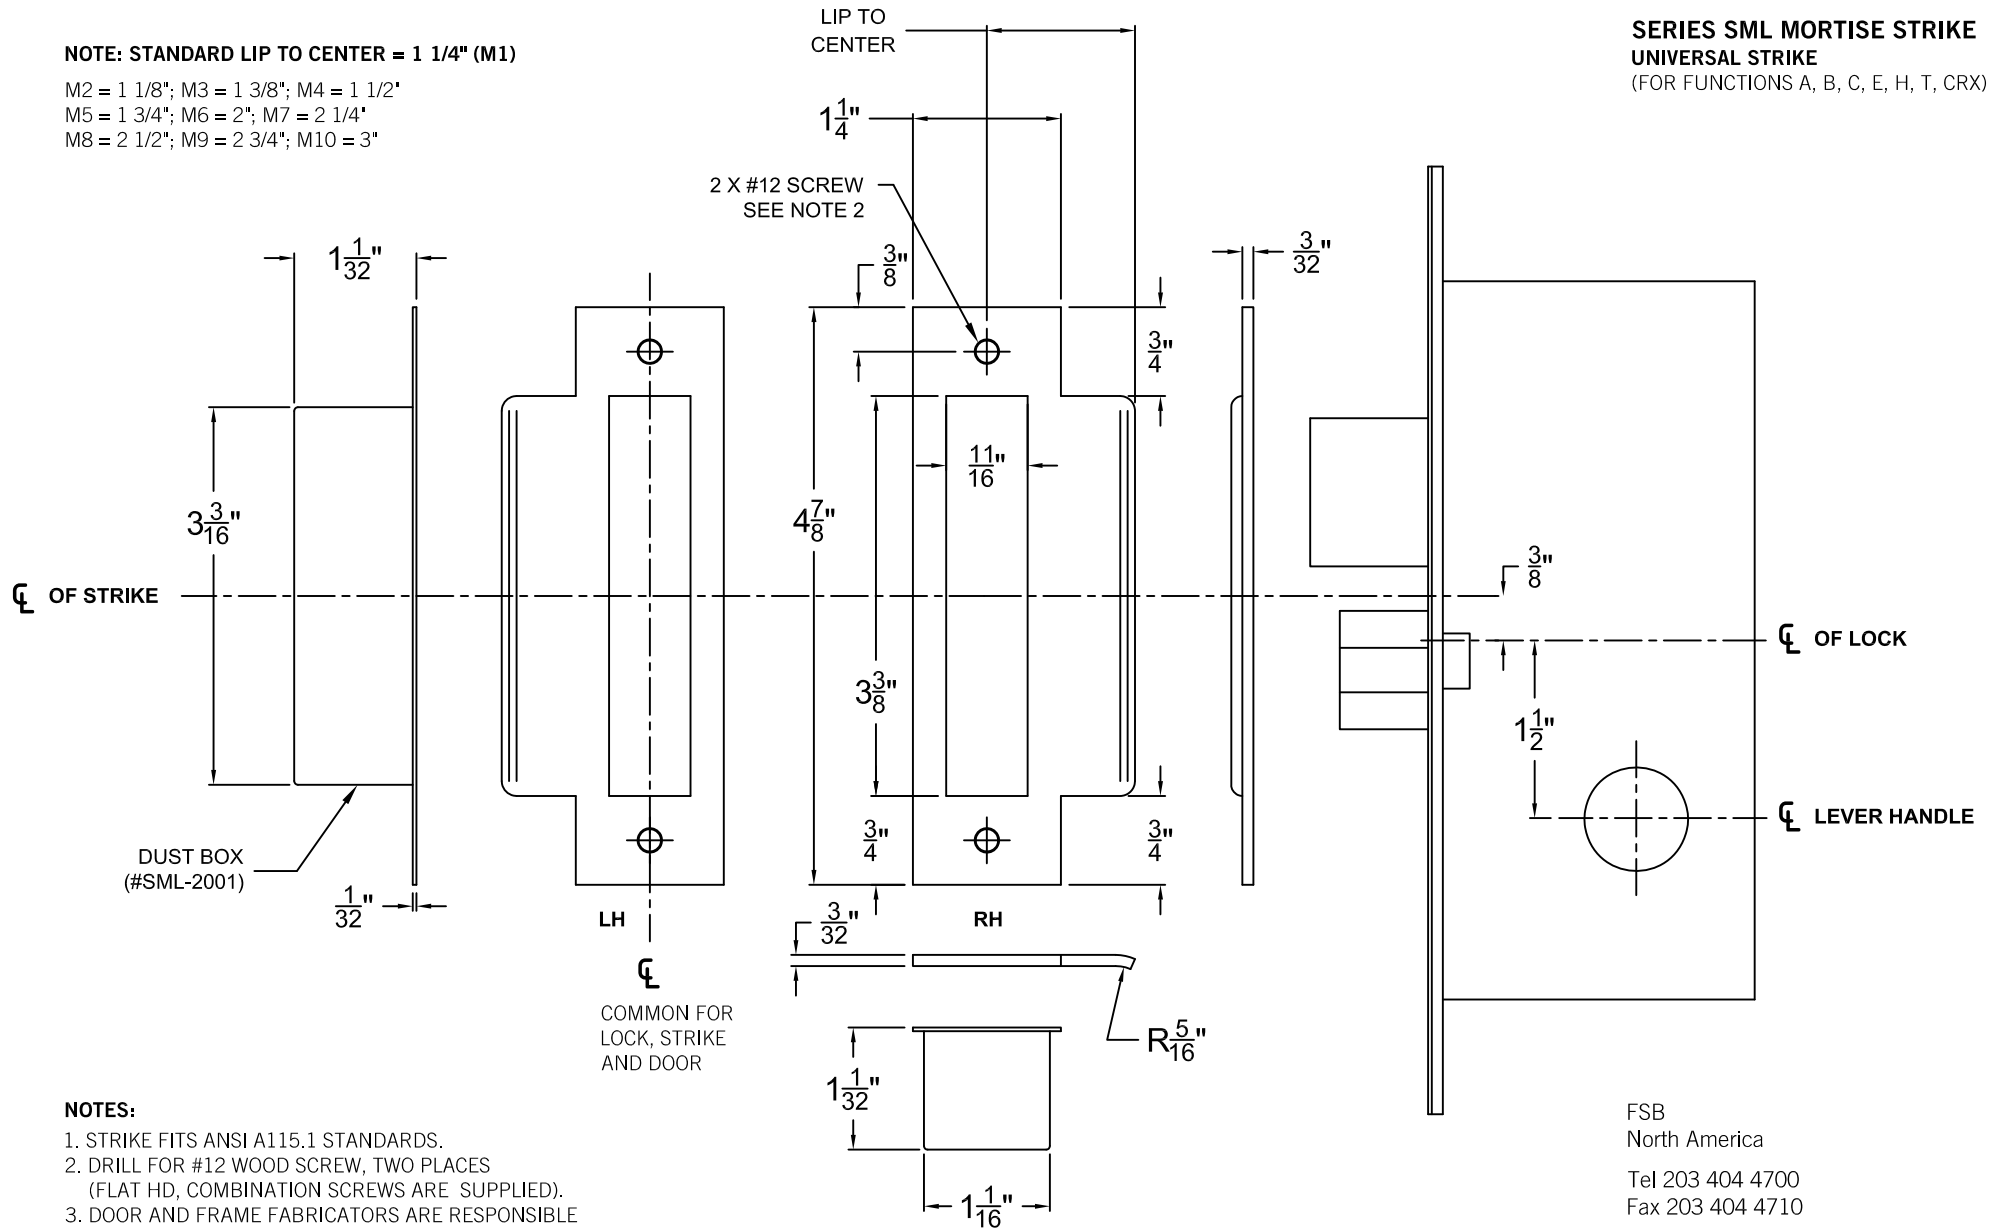 NOTE: STANDARD LIP TO CENTER = 1 1/4" (M1)
M2 = 1 1/8"; M3 = 1 3/8"; M4 = 1 1/2"
M5 = 1 3/4"; M6 = 2"; M7 = 2 1/4"
M8 = 2 1/2"; M9 = 2 3/4"; M10 = 3"
LIP TO
CENTER
SERIES SML MORTISE STRIKE
UNIVERSAL STRIKE
(FOR FUNCTIONS A, B, C, E, H, T, CRX)
1 1/4"
2 X #12 SCREW
SEE NOTE 2
1 1/32"
3/8"
3/32"
3/4"
11/16"
3 3/16"
4 7/8"
3/8"
℄ OF STRIKE
℄ OF LOCK
3 3/8"
1 1/2"
℄ LEVER HANDLE
3/4"
3/4"
DUST BOX
(#SML-2001)
1/32"
LH
RH
3/32"
℄
COMMON FOR
LOCK, STRIKE
AND DOOR
R 5/16"
1 1/32"
1 1/16"
NOTES:
1. STRIKE FITS ANSI A115.1 STANDARDS.
2. DRILL FOR #12 WOOD SCREW, TWO PLACES
(FLAT HD, COMBINATION SCREWS ARE SUPPLIED).
3. DOOR AND FRAME FABRICATORS ARE RESPONSIBLE
FSB
North America
Tel 203 404 4700
Fax 203 404 4710